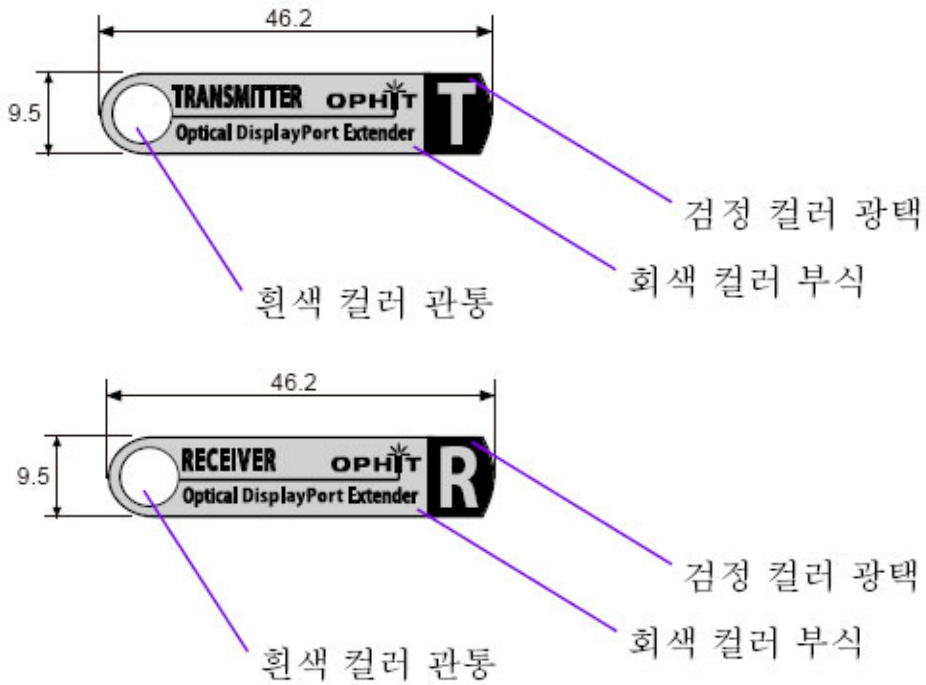 46.2
9.5
TRANSMITTER OPHIT
Optical DisplayPort Extender
T
검정 컬러 광택
회색 컬러 부식
흰색 컬러 관통
46.2
9.5
RECEIVER OPHIT
Optical DisplayPort Extender
R
검정 컬러 광택
회색 컬러 부식
흰색 컬러 관통